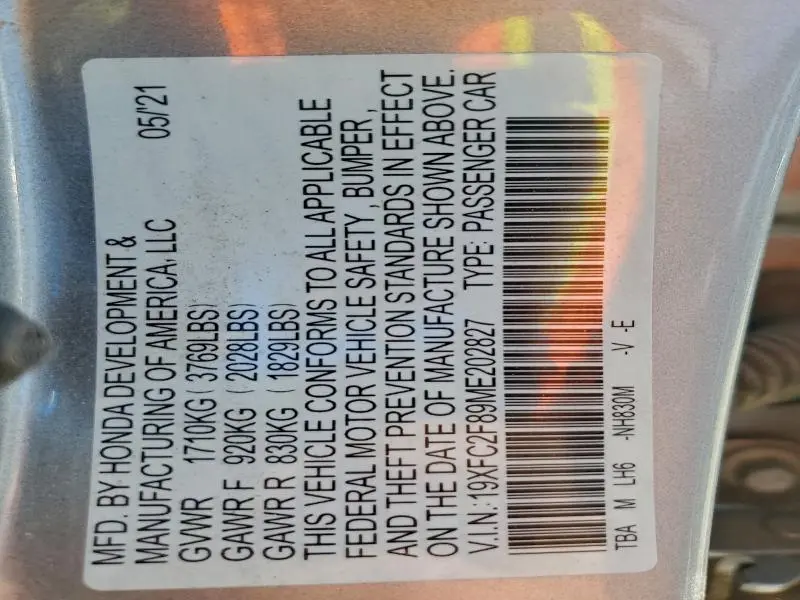 MFD. BY HONDA DEVELOPMENT &
MANUFACTURING OF AMERICA, LLC 05/'21
GVWR 1710KG ( 3769LBS)
GAWR F 920KG ( 2028LBS)
GAWR R 830KG ( 1829LBS)
THIS VEHICLE CONFORMS TO ALL APPLICABLE
FEDERAL MOTOR VEHICLE SAFETY , BUMPER ,
AND THEFT PREVENTION STANDARDS IN EFFECT
ON THE DATE OF MANUFACTURE SHOWN ABOVE.
V.I.N.: 19XFC2F89ME202827 TYPE: PASSENGER CAR
TBA M LH6 -NH830M -V -E